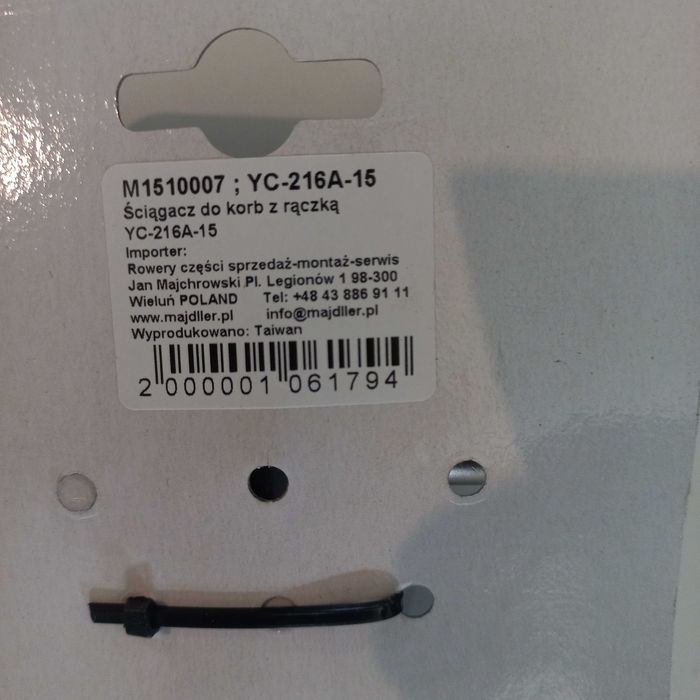 M1510007 ; YC-216A-15
Ściągacz do korb z rączką
YC-216A-15
Importer:
Rowery części sprzedaż-montaż-serwis
Jan Majchrowski Pl. Legionów 1 98-300
Wieluń POLAND Tel: +48 43 886 91 11
www.majdller.pl info@majdller.pl
Wyprodukowano: Taiwan
2 000001 061794